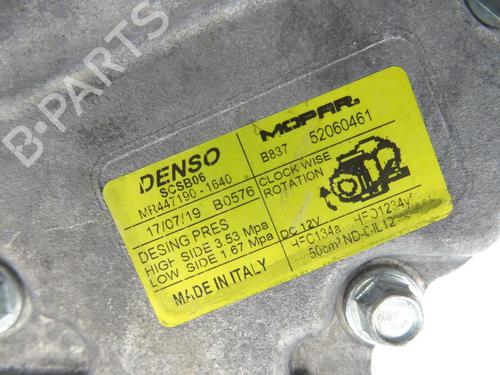 B-PARTS
DENSO
SCSB06
MR447190-1640
17/07/19 B0576
DESING PRES
HIGH SIDE 3.53 Mpa
LOW SIDE 1.67 Mpa
MADE IN ITALY
MOPAR.
B837 52060461
CLOCK WISE
ROTATION
DC 12V
HFC134a HFO1234yf
50cm³ ND-OIL12